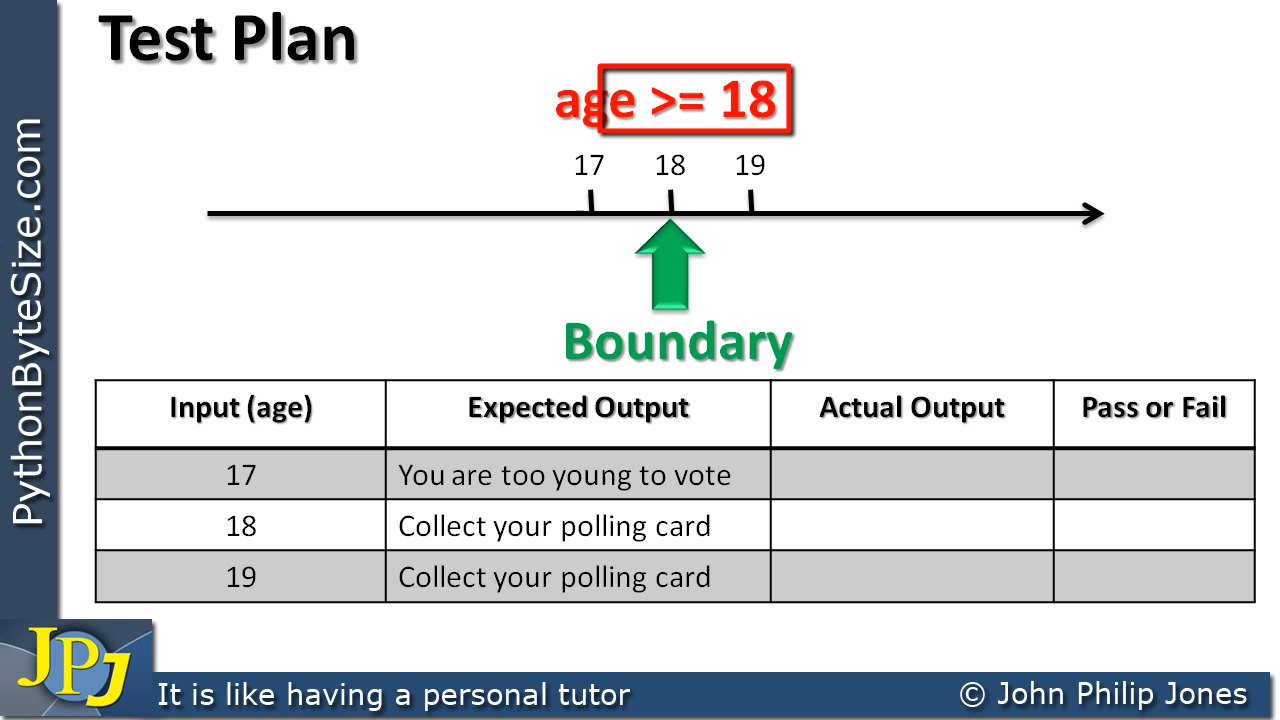 Test Plan
age >= 18
17 18 19
Boundary
Input (age) Expected Output Actual Output Pass or Fail
17 You are too young to vote
18 Collect your polling card
19 Collect your polling card
PythonByteSize.com
JPJ
It is like having a personal tutor
© John Philip Jones